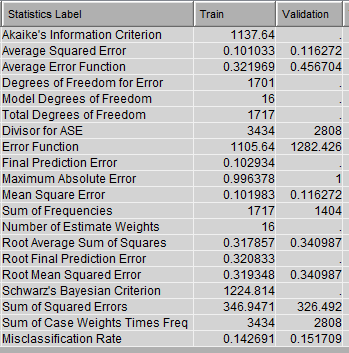 Statistics Label Train Validation
Akaike's Information Criterion 1137.64 .
Average Squared Error 0.101033 0.116272
Average Error Function 0.321969 0.456704
Degrees of Freedom for Error 1701 .
Model Degrees of Freedom 16 .
Total Degrees of Freedom 1717 .
Divisor for ASE 3434 2808
Error Function 1105.64 1282.426
Final Prediction Error 0.102934 .
Maximum Absolute Error 0.996378 1
Mean Square Error 0.101983 0.116272
Sum of Frequencies 1717 1404
Number of Estimate Weights 16 .
Root Average Sum of Squares 0.317857 0.340987
Root Final Prediction Error 0.320833 .
Root Mean Squared Error 0.319348 0.340987
Schwarz's Bayesian Criterion 1224.814 .
Sum of Squared Errors 346.9471 326.492
Sum of Case Weights Times Freq 3434 2808
Misclassification Rate 0.142691 0.151709